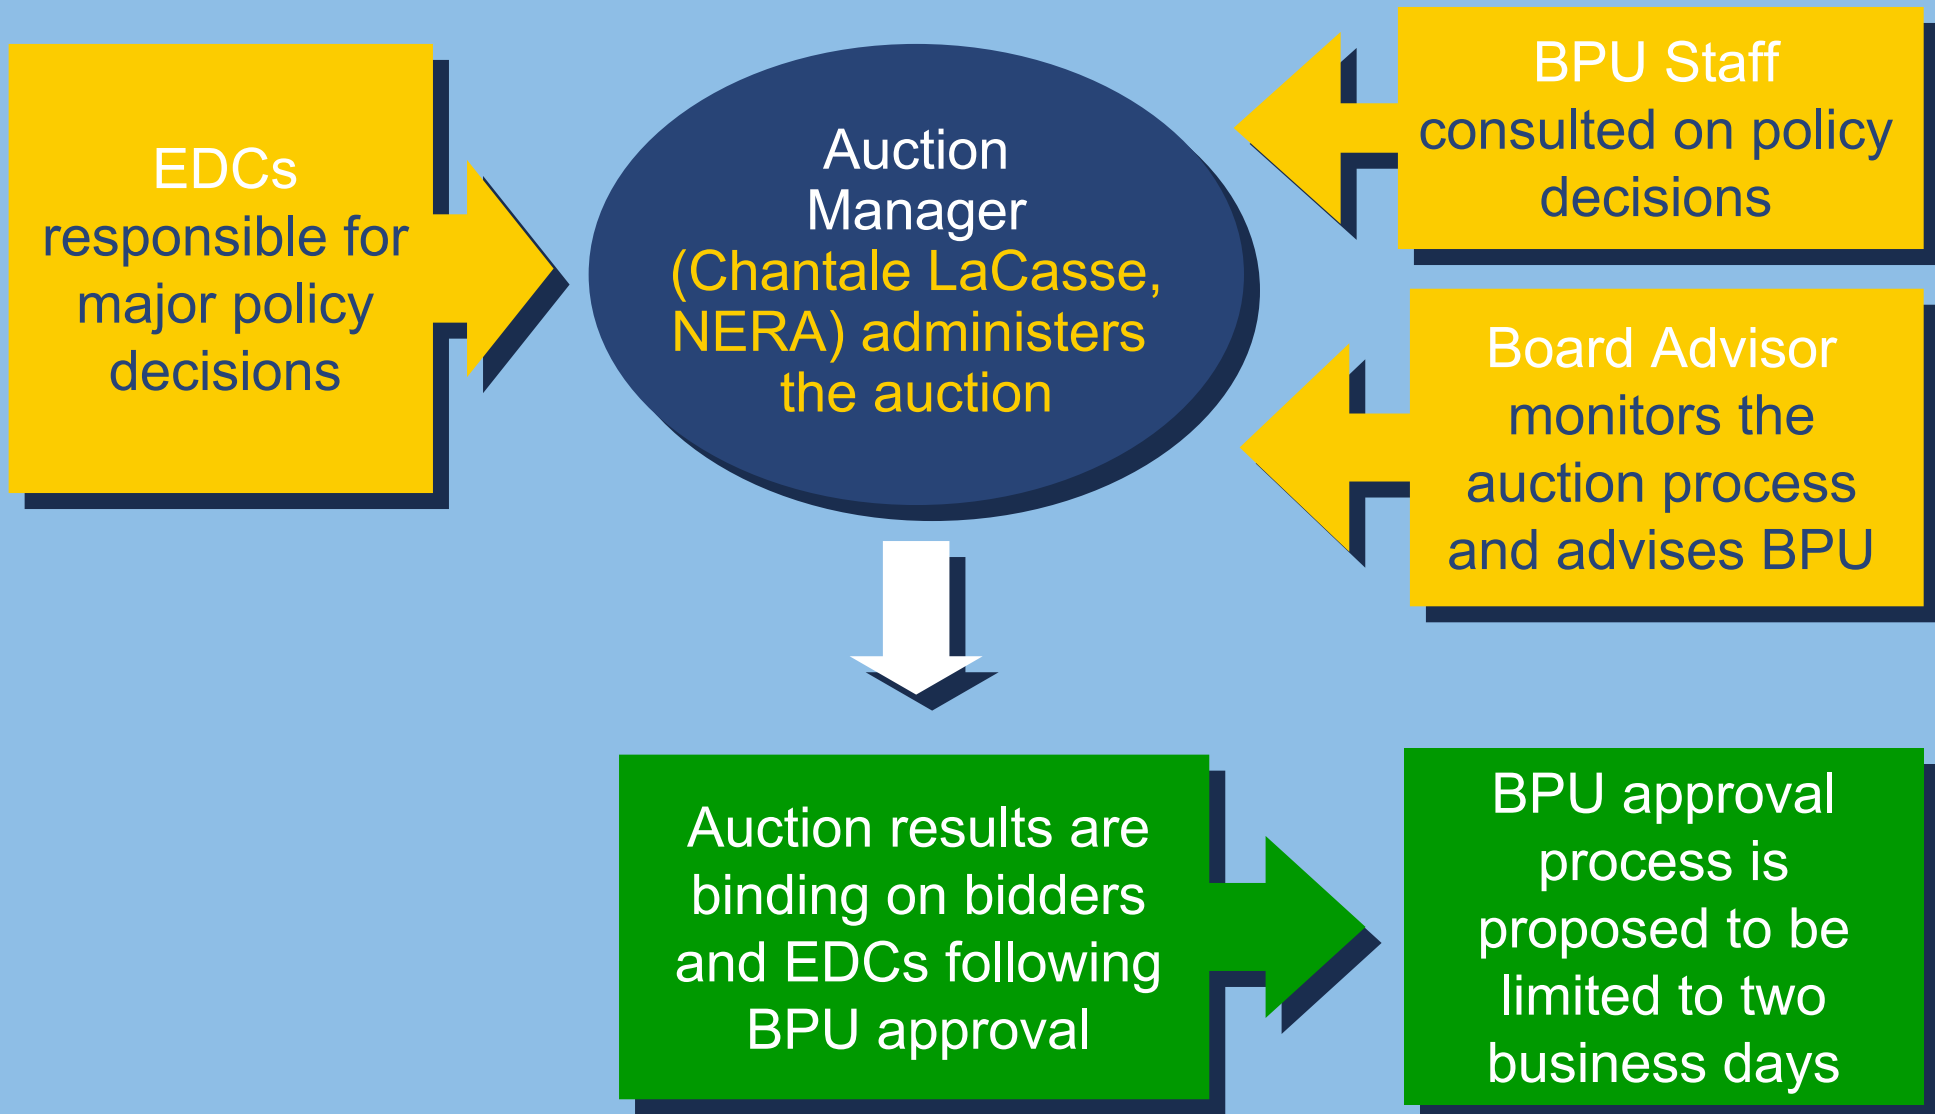 EDCs
responsible for
major policy
decisions
Auction
Manager
(Chantale LaCasse,
NERA) administers
the auction
BPU Staff
consulted on policy
decisions
Board Advisor
monitors the
auction process
and advises BPU
Auction results are
binding on bidders
and EDCs following
BPU approval
BPU approval
process is
proposed to be
limited to two
business days